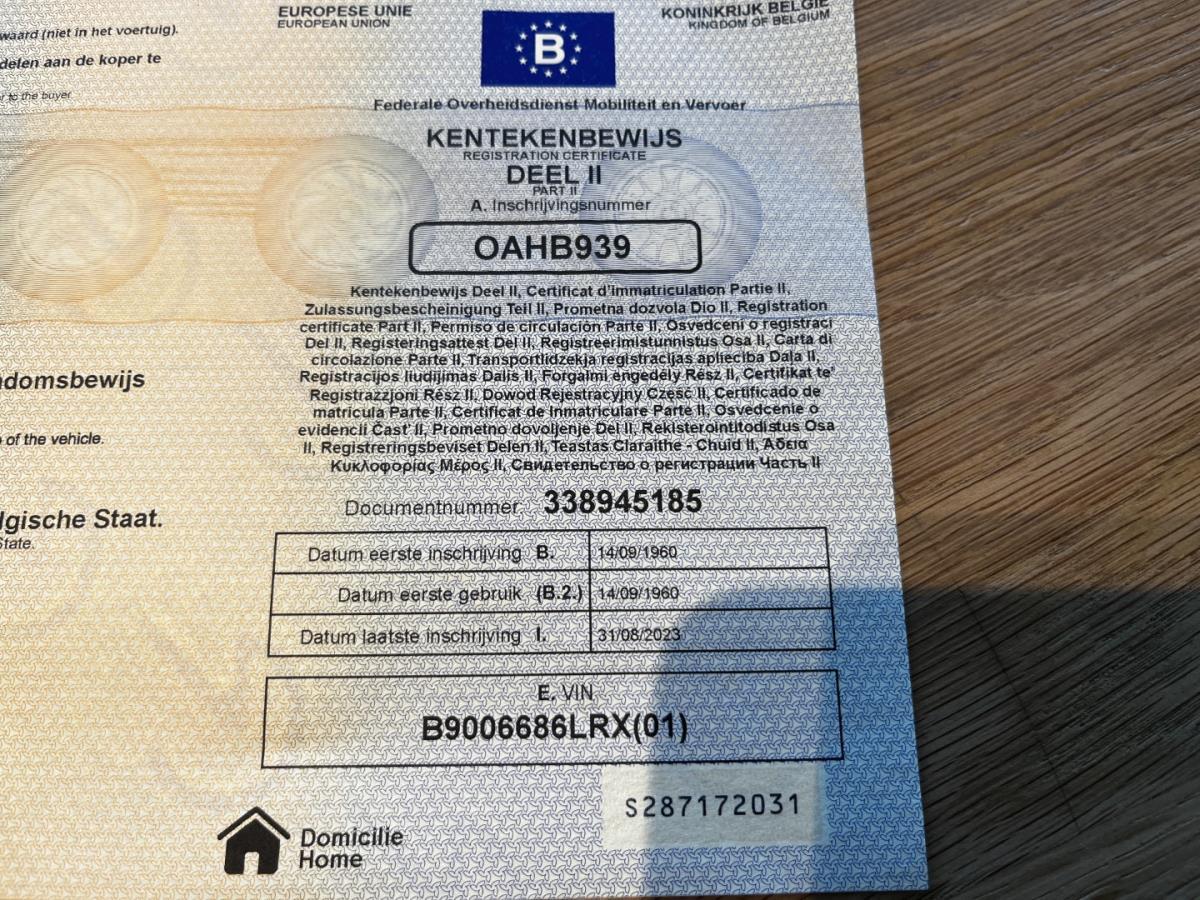 waard (niet in het voertuig).
delen aan de koper te
to the buyer
domsbewijs
of the vehicle.
lgische Staat.
State.
EUROPESE UNIE
EUROPEAN UNION
B
KONINKRIJK BELGIE
KINGDOM OF BELGIUM
Federale Overheidsdienst Mobiliteit en Vervoer
KENTEKENBEWIJS
REGISTRATION CERTIFICATE
DEEL II
PART II
A. Inschrijvingsnummer
OAHB939
Kentekenbewijs Deel II, Certificat d'immatriculation Partie II,
Zulassungsbescheinigung Teil II, Prometna dozvola Dio II, Registration
certificate Part II, Permiso de circulación Parte II, Osvedceni o registraci
Del II, Registeringsattest Del II, Registreerimistunnistus Osa II, Carta di
circolazione Parte II, Transportlidzekja registracijas aplieciba Dala II,
Registracijos liudijimas Dalis II, Forgalmi engedély Rész II, Certifikat te'
Registrazzjoni Rész II, Dowod Rejestracyjny Część II, Certificado de
matricula Parte II, Certificat de Inmatriculare Parte II, Osvedcenie o
evidencii Cast' II, Prometno dovoljenje Del II, Rekisterointitodistus Osa
II, Registreringsbeviset Delen II, Teastas Claraithe - Chuid II, Άδεια
Κυκλοφορίας Μέρος II, Свидетельство о регистрации Часть II
Documentnummer 338945185
Datum eerste inschrijving B. 14/09/1960
Datum eerste gebruik (B.2.) 14/09/1960
Datum laatste inschrijving I. 31/08/2023
E. VIN
B9006686LRX(01)
S287172031
Domicilie
Home